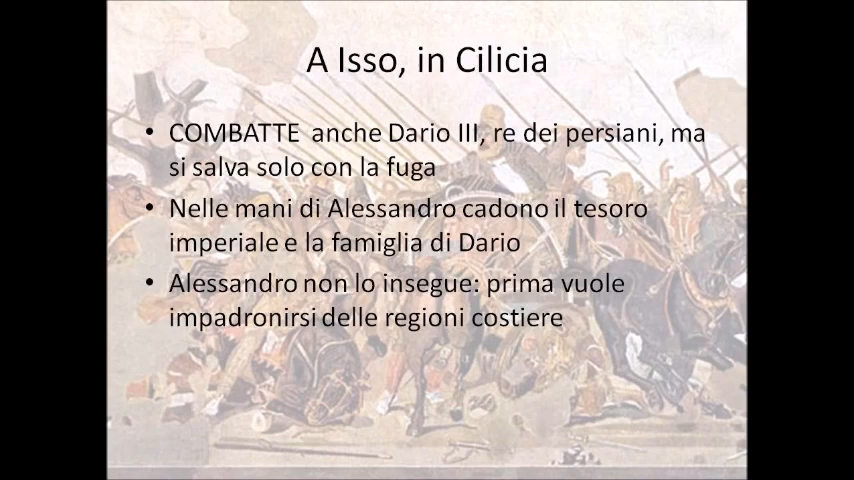 A Isso, in Cilicia
• COMBATTE anche Dario III, re dei persiani, ma
si salva solo con la fuga
• Nelle mani di Alessandro cadono il tesoro
imperiale e la famiglia di Dario
• Alessandro non lo insegue: prima vuole
impadronirsi delle regioni costiere